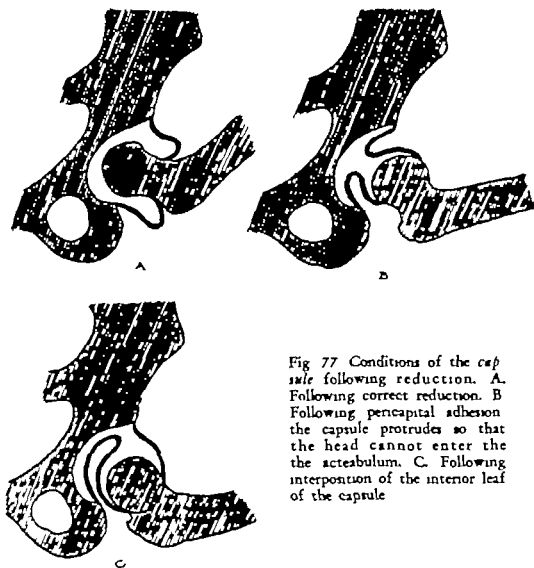 A
B
C
Fig 77 Conditions of the cap
sule following reduction. A.
Following correct reduction. B
Following pericapital adhesion
the capsule protrudes so that
the head cannot enter the
the acteabulum. C. Following
interposition of the interior leaf
of the capsule